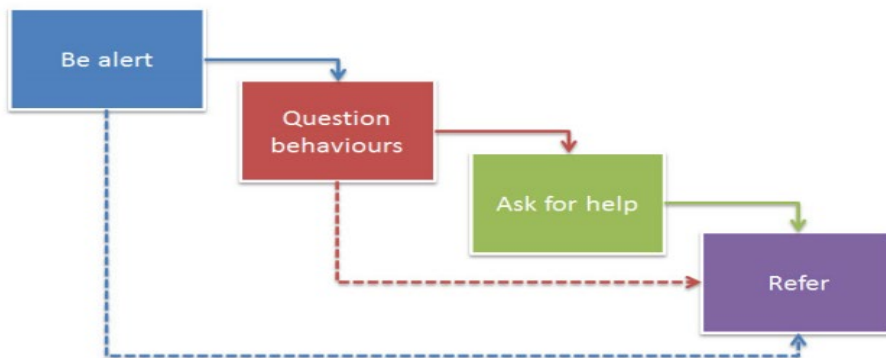 Be alert
Question
behaviours
Ask for help
Refer